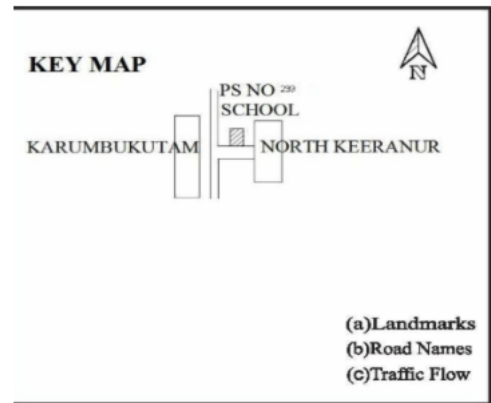 N
KEY MAP
PS NO 299
SCHOOL
KARUMBUKUTAM
NORTH KEERANUR
(a)Landmarks
(b)Road Names
(c)Traffic Flow